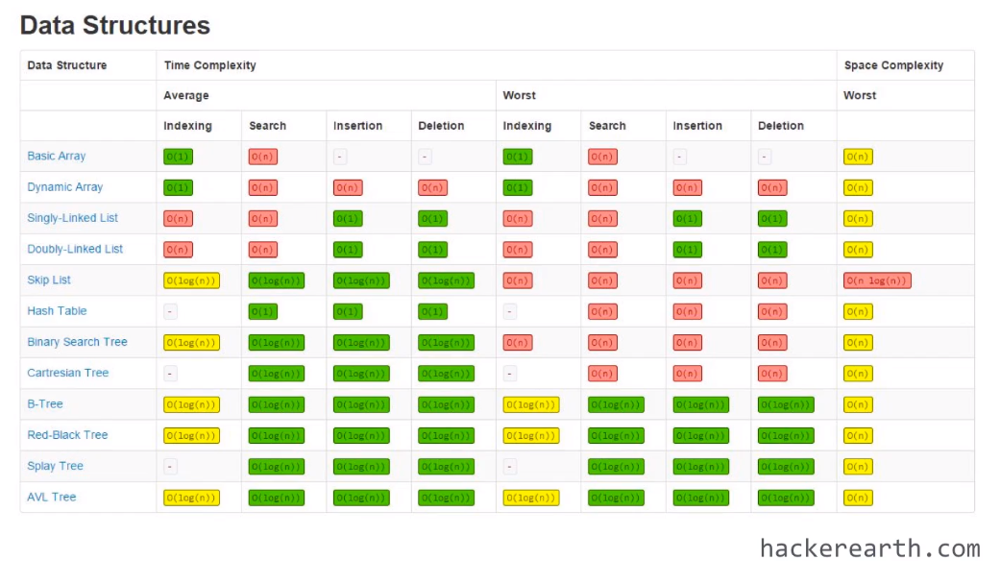 Data Structures
Data Structure Time Complexity Space Complexity
Average Worst Worst
Indexing Search Insertion Deletion Indexing Search Insertion Deletion
Basic Array O(1) O(n) - - O(1) O(n) - - O(n)
Dynamic Array O(1) O(n) O(n) O(n) O(1) O(n) O(n) O(n) O(n)
Singly-Linked List O(n) O(n) O(1) O(1) O(n) O(n) O(1) O(1) O(n)
Doubly-Linked List O(n) O(n) O(1) O(1) O(n) O(n) O(1) O(1) O(n)
Skip List O(log(n)) O(log(n)) O(log(n)) O(log(n)) O(n) O(n) O(n) O(n) O(n log(n))
Hash Table - O(1) O(1) O(1) - O(n) O(n) O(n) O(n)
Binary Search Tree O(log(n)) O(log(n)) O(log(n)) O(log(n)) O(n) O(n) O(n) O(n) O(n)
Cartresian Tree - O(log(n)) O(log(n)) O(log(n)) - O(n) O(n) O(n) O(n)
B-Tree O(log(n)) O(log(n)) O(log(n)) O(log(n)) O(log(n)) O(log(n)) O(log(n)) O(log(n)) O(n)
Red-Black Tree O(log(n)) O(log(n)) O(log(n)) O(log(n)) O(log(n)) O(log(n)) O(log(n)) O(log(n)) O(n)
Splay Tree - O(log(n)) O(log(n)) O(log(n)) - O(log(n)) O(log(n)) O(log(n)) O(n)
AVL Tree O(log(n)) O(log(n)) O(log(n)) O(log(n)) O(log(n)) O(log(n)) O(log(n)) O(log(n)) O(n)
hackerearth.com